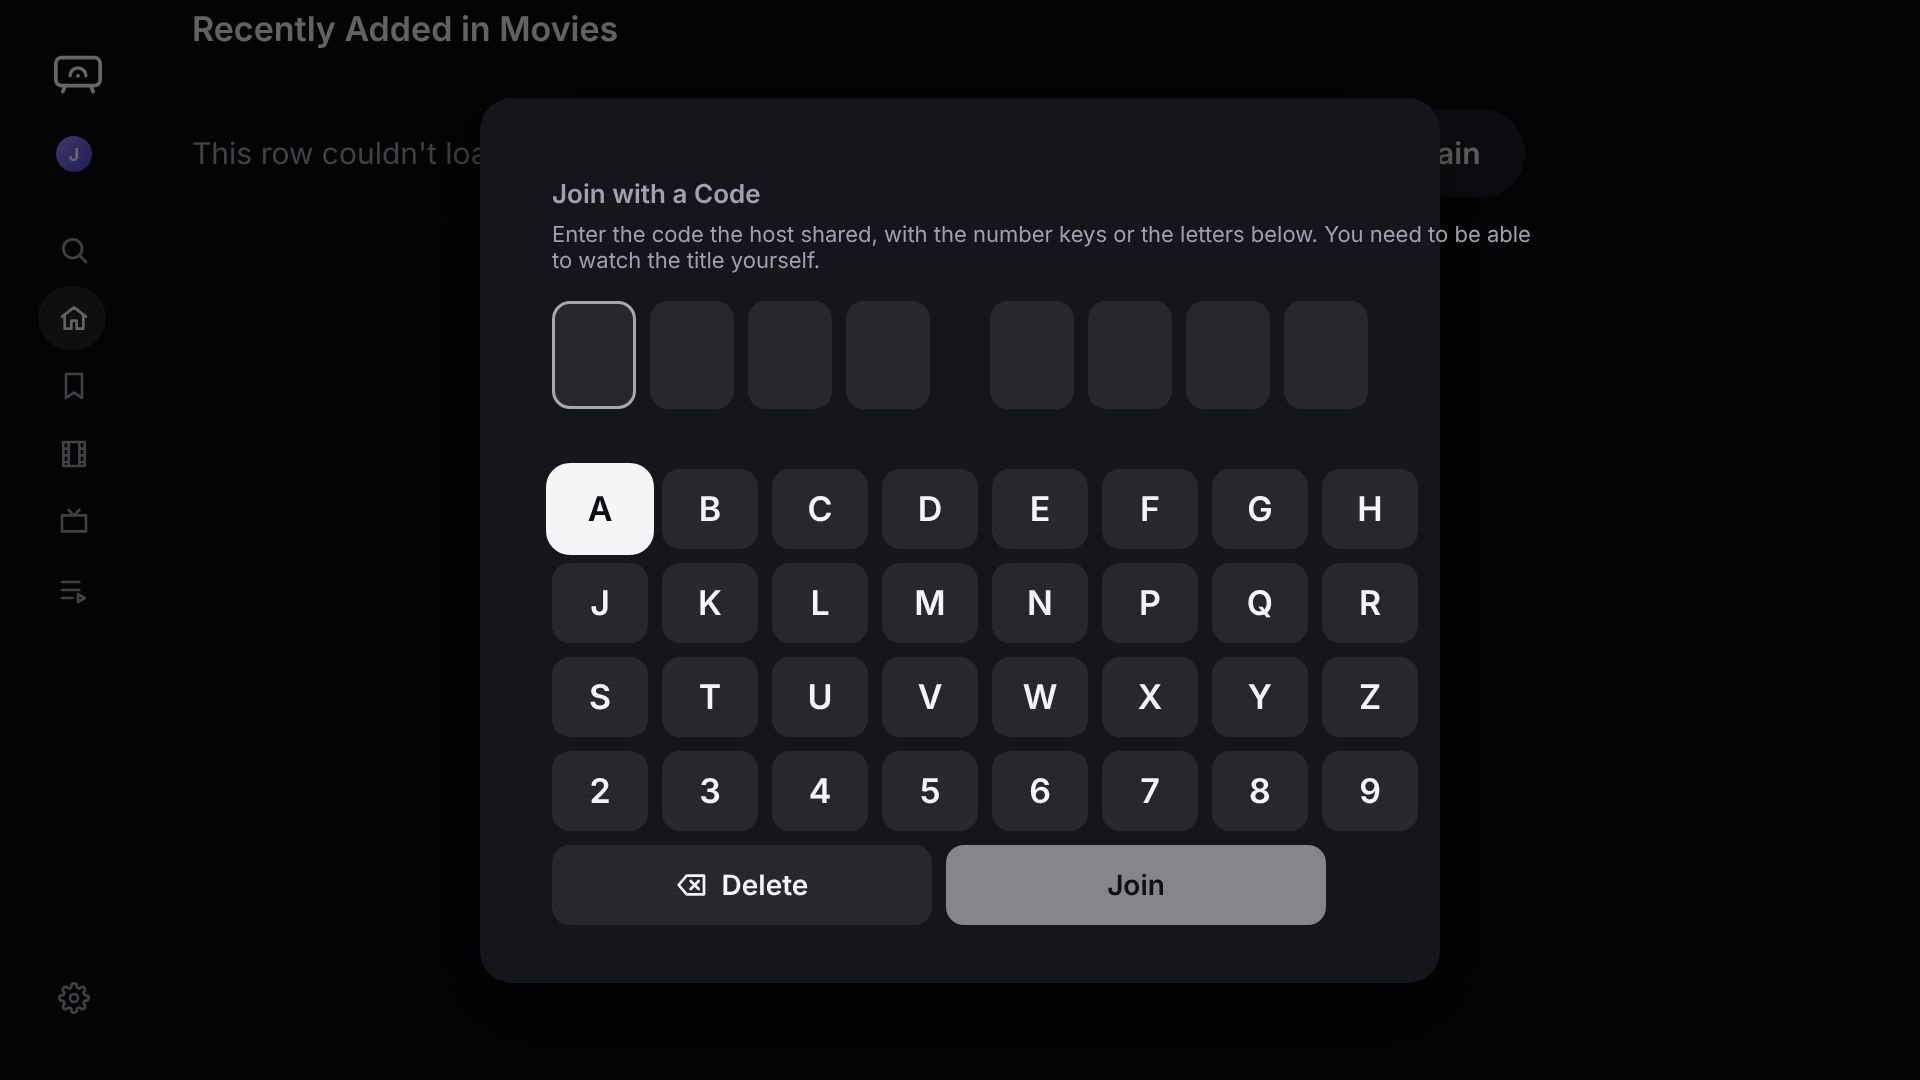 Recently Added in Movies
J
This row couldn't loa
ain
Join with a Code
Enter the code the host shared, with the number keys or the letters below. You need to be able
to watch the title yourself.
A B C D E F G H
J K L M N P Q R
S T U V W X Y Z
2 3 4 5 6 7 8 9
Delete Join